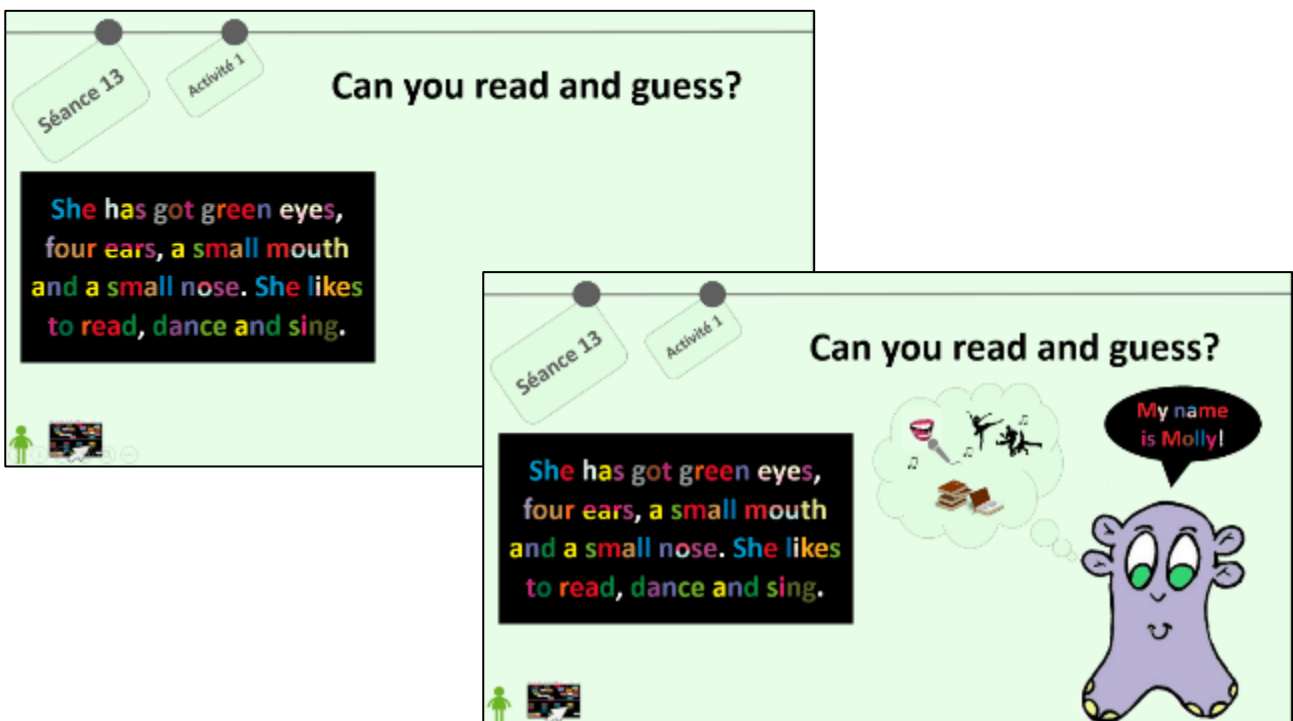 Séance 13
Activité 1
Can you read and guess?
She has got green eyes,
four ears, a small mouth
and a small nose. She likes
to read, dance and sing.
Séance 13
Activité 1
Can you read and guess?
My name
is Molly!
She has got green eyes,
four ears, a small mouth
and a small nose. She likes
to read, dance and sing.